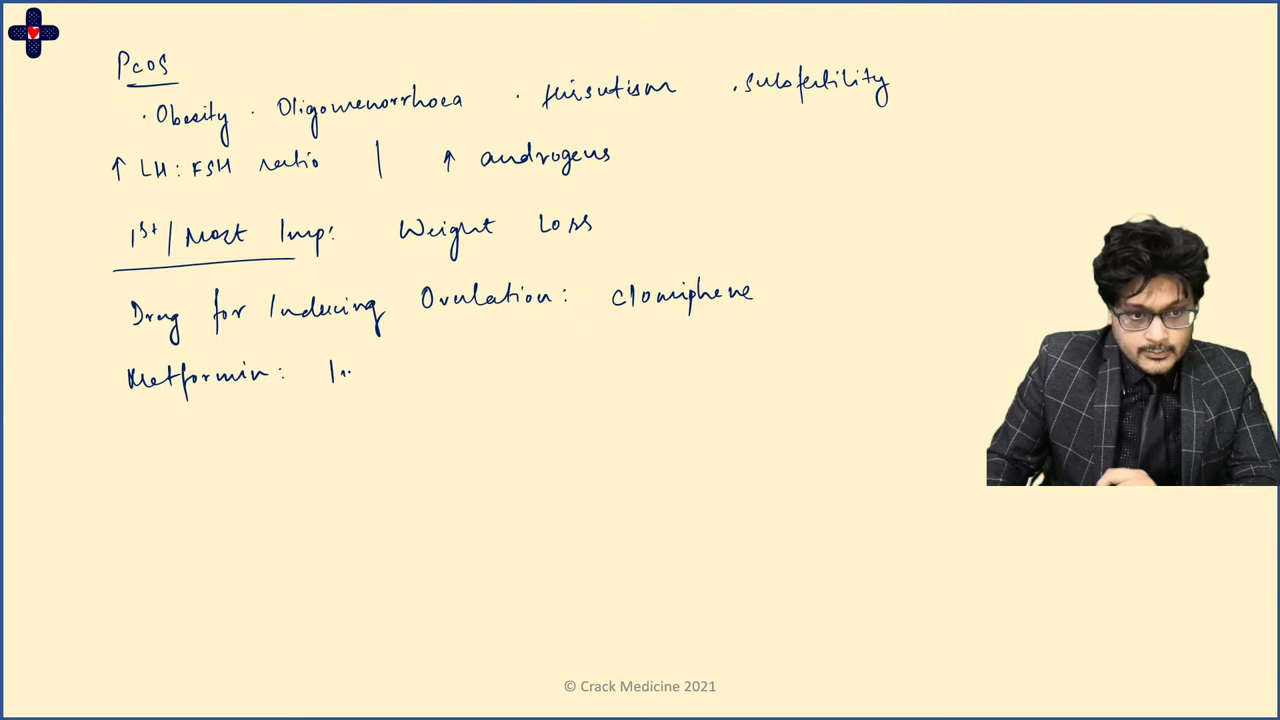 PCOS
· Obesity · Oligomenorrhoea · Hirsutism · Subfertility
↑ LH : FSH ratio | ↑ androgens
1st / Most Imp: Weight Loss
Drug for Inducing Ovulation: Clomiphene
Metformin:
© Crack Medicine 2021